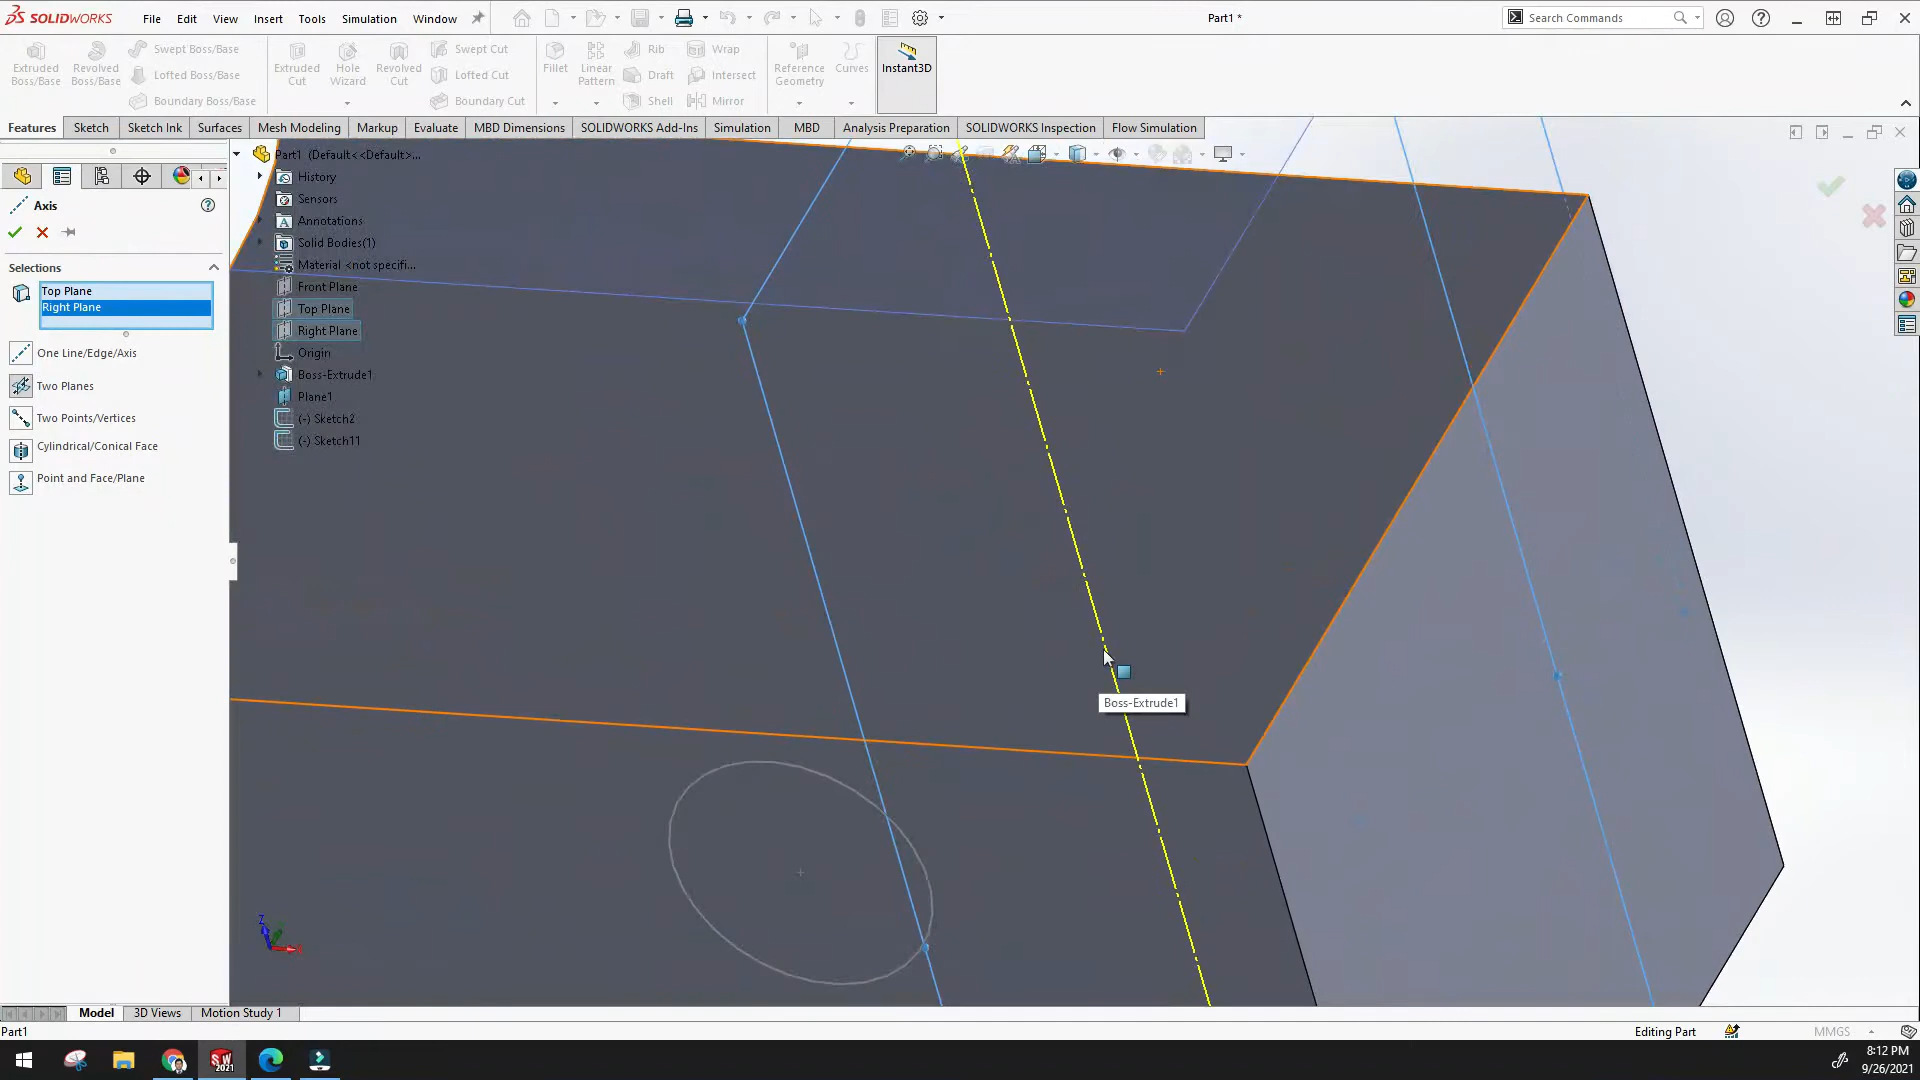 SOLIDWORKS File Edit View Insert Tools Simulation Window Part1 * Search Commands
Extruded Boss/Base Revolved Boss/Base Swept Boss/Base Lofted Boss/Base Boundary Boss/Base Extruded Cut Hole Wizard Revolved Cut Swept Cut Lofted Cut Boundary Cut Fillet Linear Pattern Rib Draft Shell Wrap Intersect Mirror Reference Geometry Curves Instant3D
Features Sketch Sketch Ink Surfaces Mesh Modeling Markup Evaluate MBD Dimensions SOLIDWORKS Add-Ins Simulation MBD Analysis Preparation SOLIDWORKS Inspection Flow Simulation
Axis
Selections
Top Plane
Right Plane
One Line/Edge/Axis
Two Planes
Two Points/Vertices
Cylindrical/Conical Face
Point and Face/Plane
Part1 (Default<<Default>...
History
Sensors
Annotations
Solid Bodies(1)
Material <not specifi...
Front Plane
Top Plane
Right Plane
Origin
Boss-Extrude1
Plane1
(-) Sketch2
(-) Sketch11
Boss-Extrude1
Z
Model 3D Views Motion Study 1
Part1 Editing Part MMGS
SW 2021
8:12 PM
9/26/2021